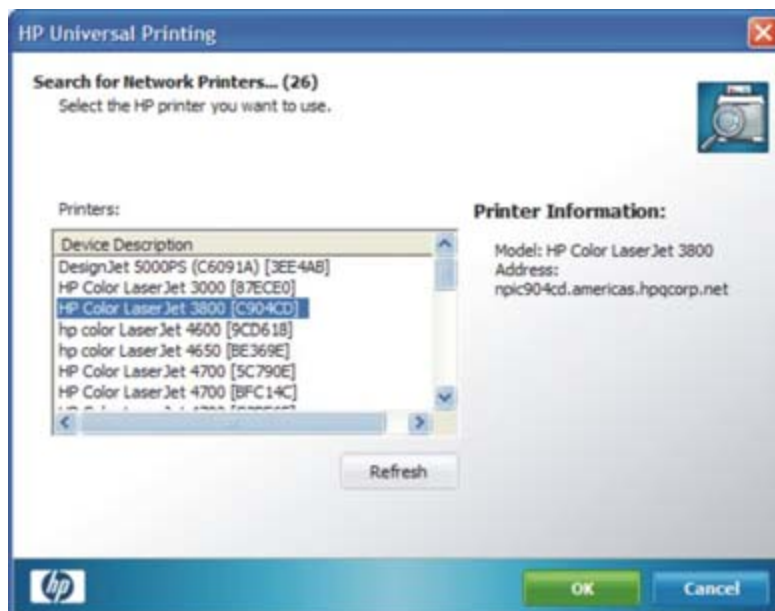 HP Universal Printing
Search for Network Printers... (26)
Select the HP printer you want to use.
Printers:
Device Description
DesignJet 5000PS (C6091A) [3EE4AB]
HP Color LaserJet 3000 [87ECE0]
HP Color LaserJet 3800 [C904CD]
hp color LaserJet 4600 [9CD618]
hp color LaserJet 4650 [BE369E]
HP Color LaserJet 4700 [5C790E]
HP Color LaserJet 4700 [BFC14C]
Printer Information:
Model: HP Color LaserJet 3800
Address:
npic904cd.americas.hpqcorp.net
Refresh
hp
OK
Cancel